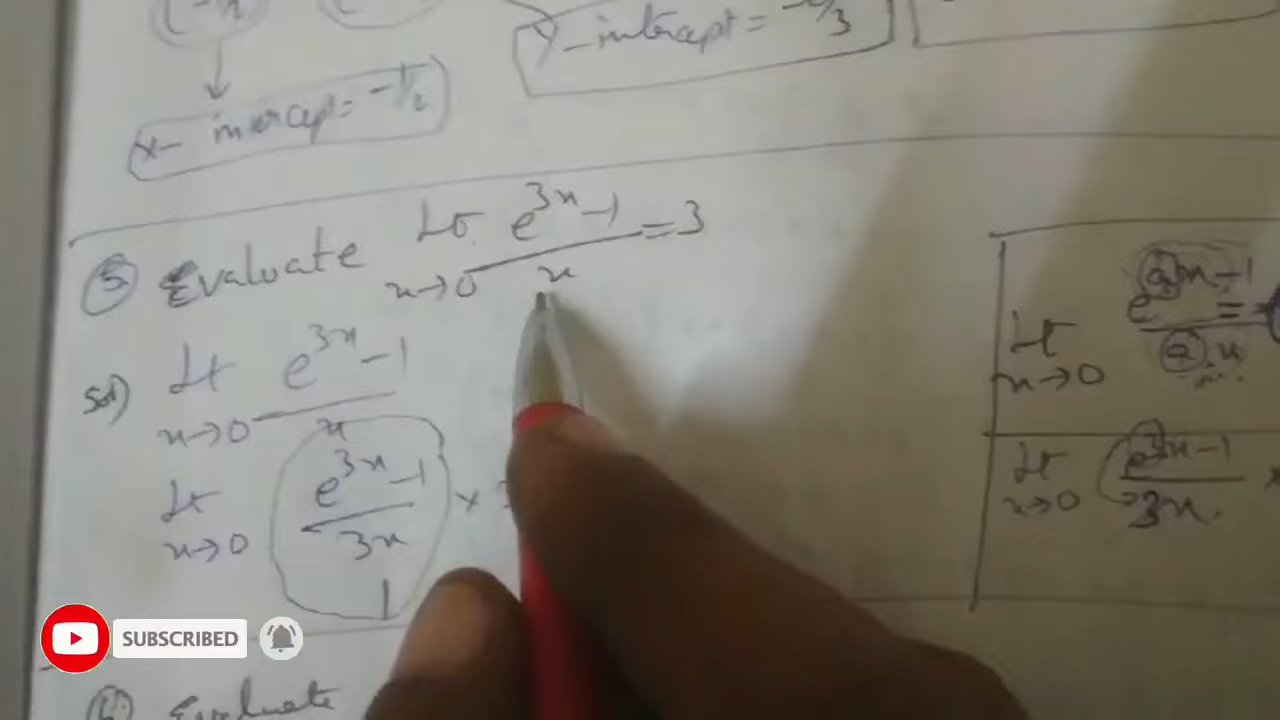 y-intercept = -/3
x- intercept = -1/2
5 Evaluate Lt x→0 e^3x-1/x = 3
Sol) Lt x→0 e^3x-1/x
Lt x→0 e^3x-1/3x ×
1
Lt x→0 e^ax-1/a.x =
Lt x→0 e^3x-1/3x ×
SUBSCRIBED
Evaluate